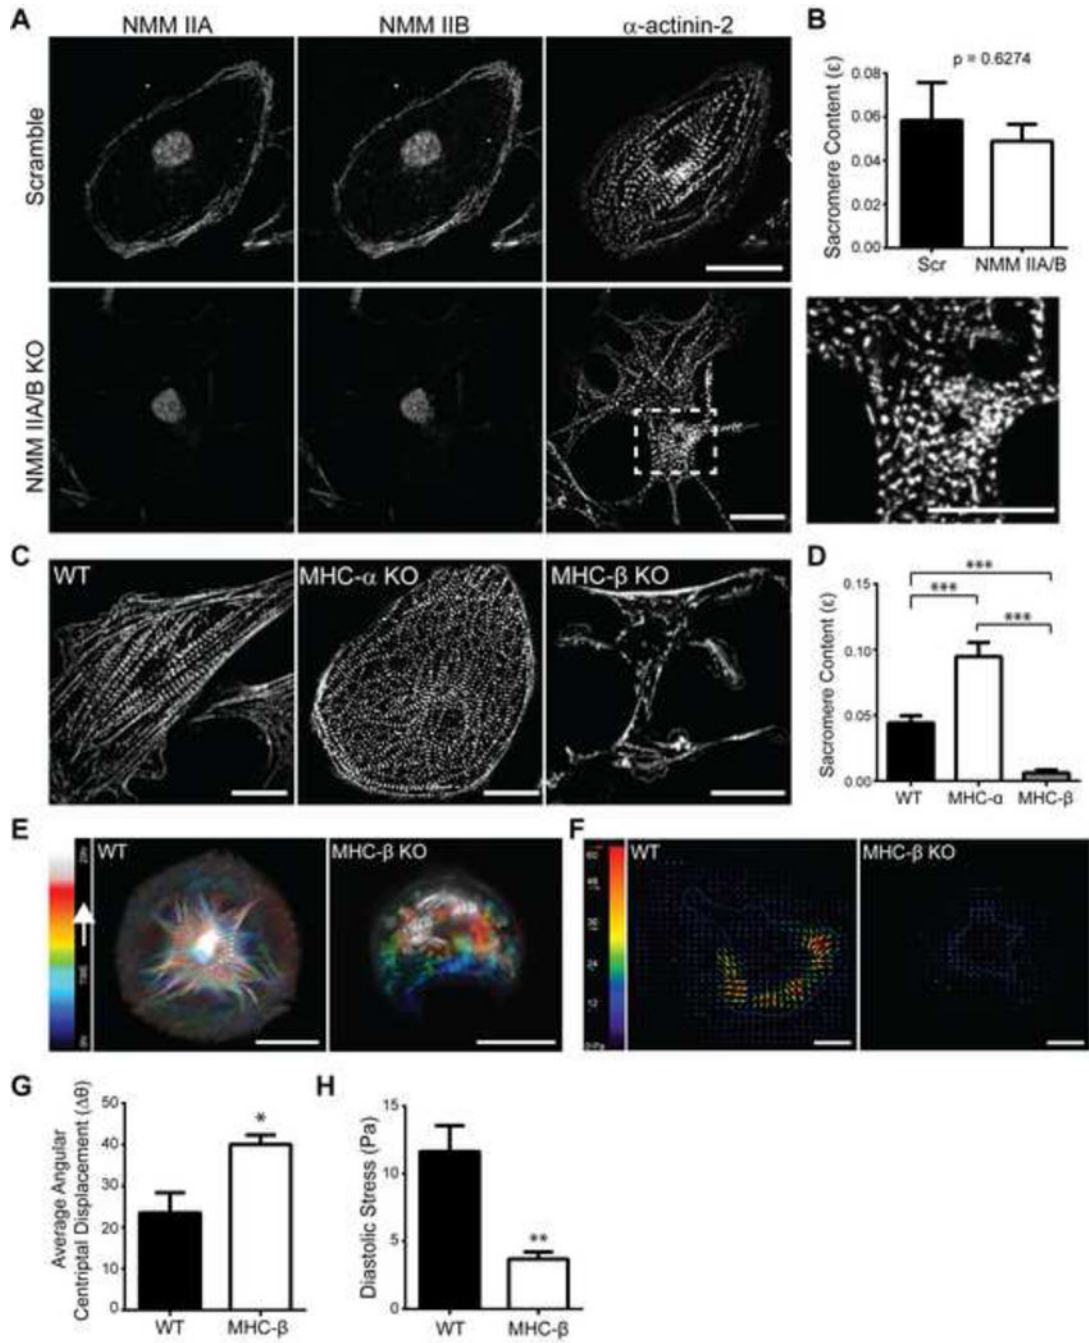 A
NMM IIA
NMM IIB
α-actinin-2
Scramble
NMM IIA/B KO
B
p = 0.6274
Sacromere Content (ε)
0.08
0.06
0.04
0.02
0.00
Scr
NMM IIA/B
C
WT
MHC-α KO
MHC-β KO
D
Sacromere Content (ε)
0.15
0.10
0.05
0.00
***
***
***
WT
MHC-α
MHC-β
E
WT
MHC-β KO
F
60
24
12
WT
MHC-β KO
G
Average Angular
Centriptal Displacement (Δθ)
50
40
30
20
10
0
*
WT
MHC-β
H
Diastolic Stress (Pa)
15
10
5
0
**
WT
MHC-β